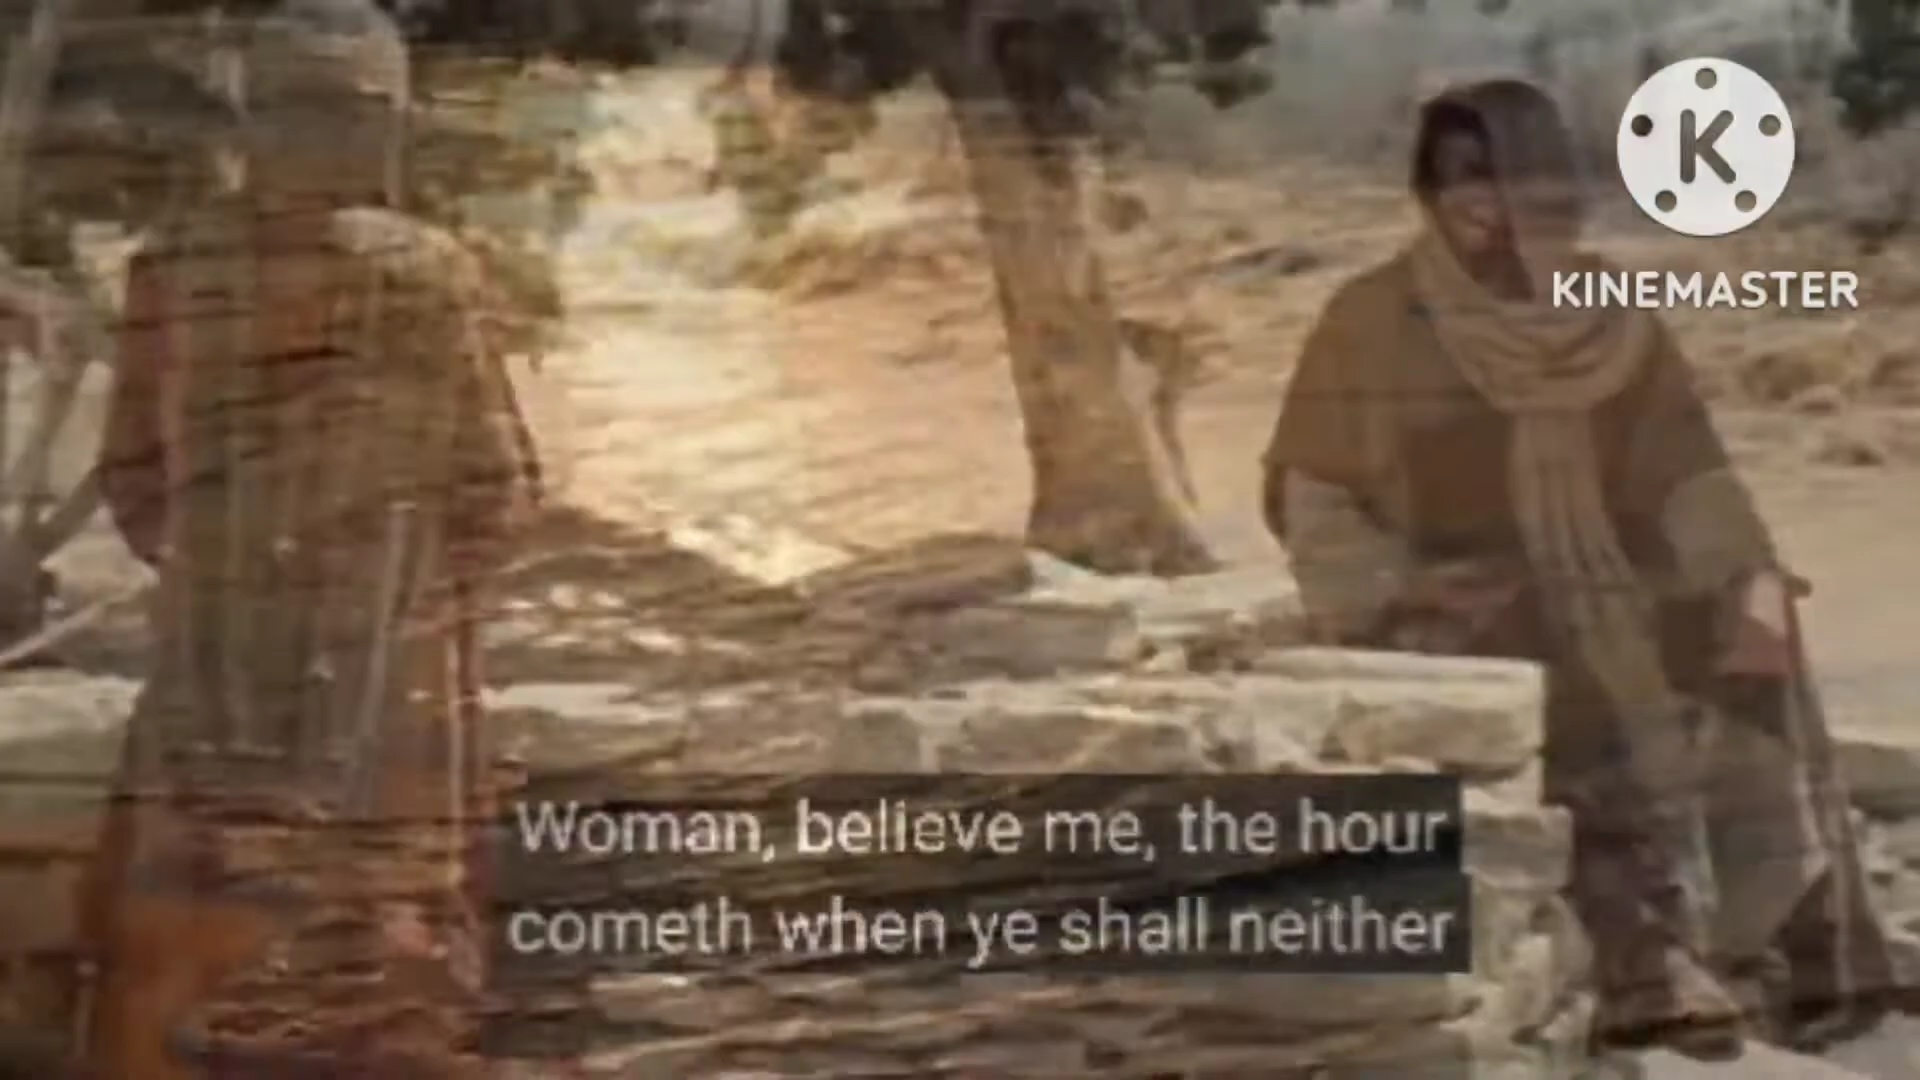 K
KINEMASTER
Woman, believe me, the hour
cometh when ye shall neither